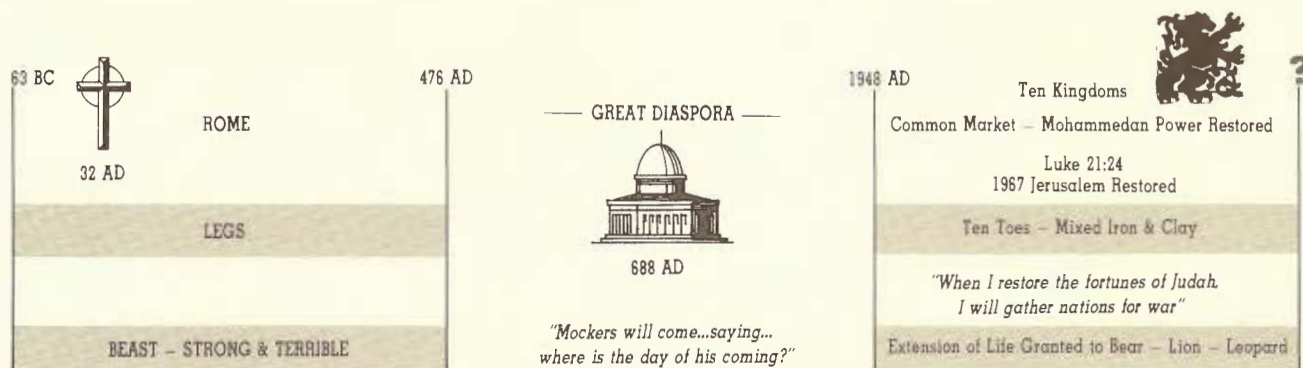 63 BC
476 AD
ROME
32 AD
LEGS
BEAST – STRONG & TERRIBLE
GREAT DIASPORA
688 AD
"Mockers will come...saying...
where is the day of his coming?"
1948 AD
?
Ten Kingdoms
Common Market – Mohammedan Power Restored
Luke 21:24
1967 Jerusalem Restored
Ten Toes – Mixed Iron & Clay
"When I restore the fortunes of Judah,
I will gather nations for war"
Extension of Life Granted to Bear – Lion – Leopard